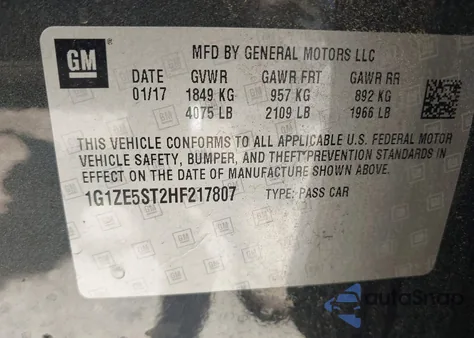 GM
MFD BY GENERAL MOTORS LLC
DATE GVWR GAWR FRT GAWR RR
01/17 1849 KG 957 KG 892 KG
4075 LB 2109 LB 1966 LB
THIS VEHICLE CONFORMS TO ALL APPLICABLE U.S. FEDERAL MOTOR
VEHICLE SAFETY, BUMPER, AND THEFT PREVENTION STANDARDS IN
EFFECT ON THE DATE OF MANUFACTURE SHOWN ABOVE.
1G1ZE5ST2HF217807 TYPE: PASS CAR
autoSnap